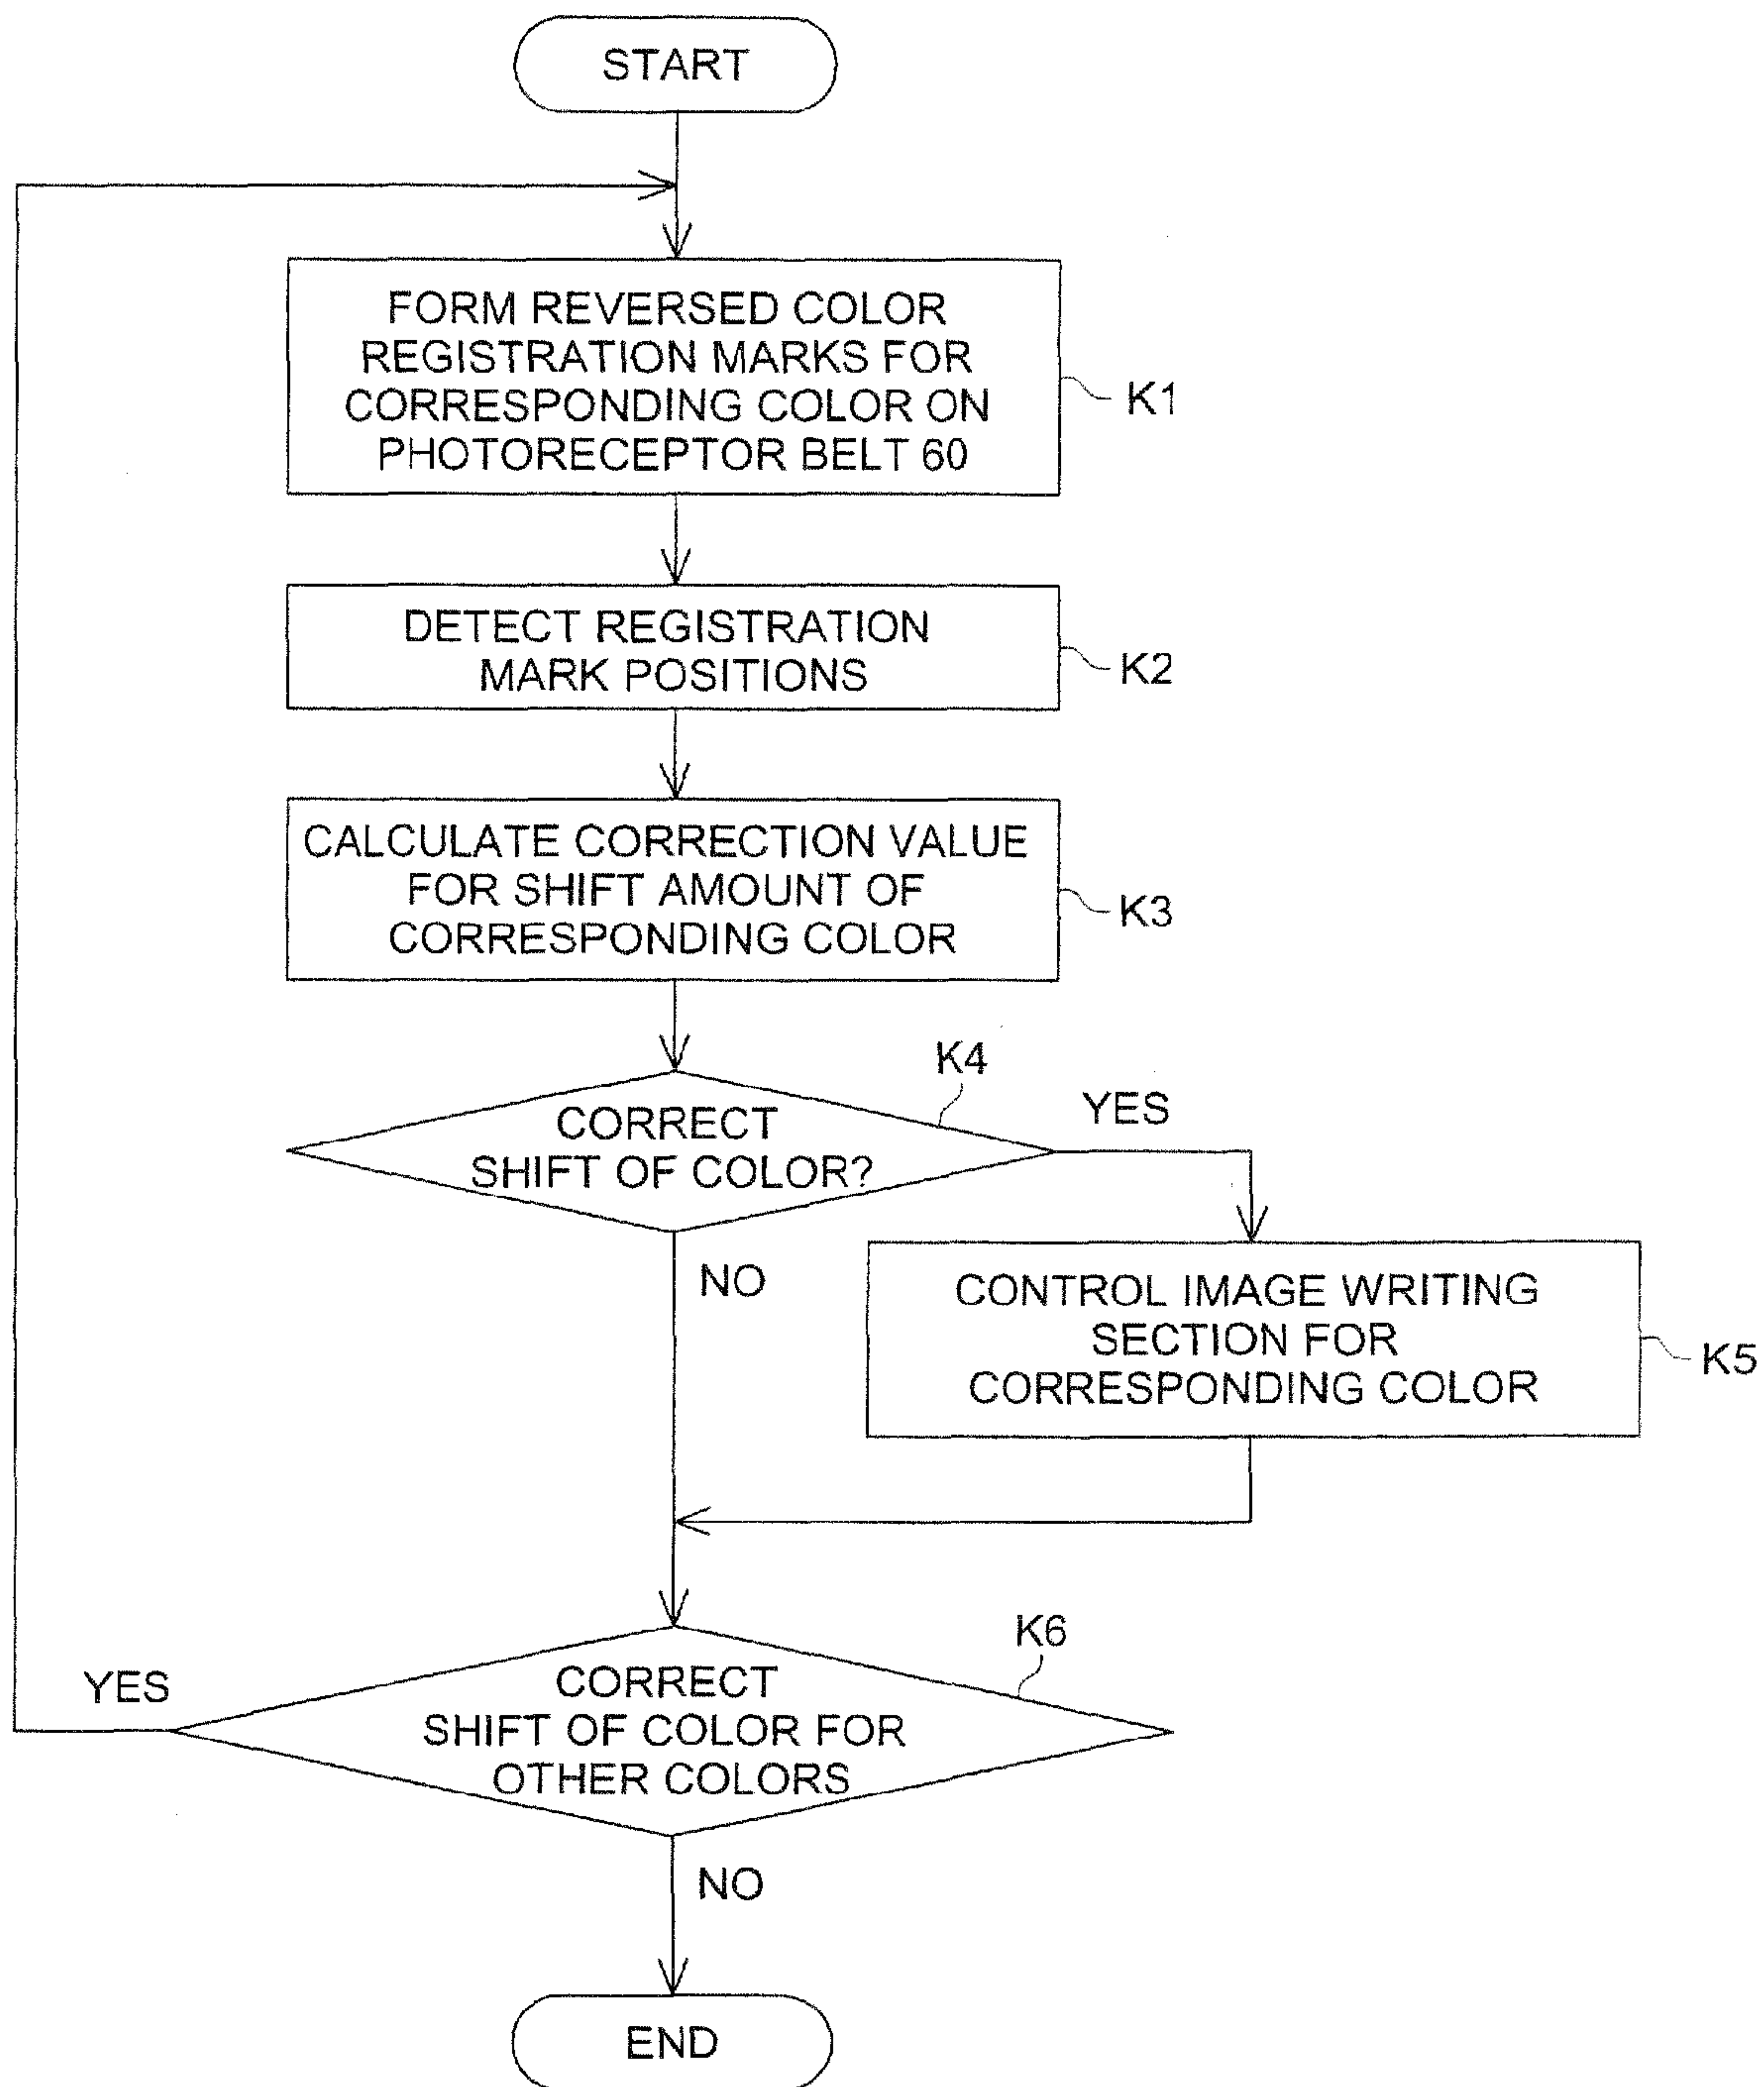 START
FORM REVERSED COLOR
REGISTRATION MARKS FOR
CORRESPONDING COLOR ON
PHOTORECEPTOR BELT 60
K1
DETECT REGISTRATION
MARK POSITIONS
K2
CALCULATE CORRECTION VALUE
FOR SHIFT AMOUNT OF
CORRESPONDING COLOR
K3
K4
CORRECT
SHIFT OF COLOR?
YES
NO
CONTROL IMAGE WRITING
SECTION FOR
CORRESPONDING COLOR
K5
K6
YES
CORRECT
SHIFT OF COLOR FOR
OTHER COLORS
NO
END